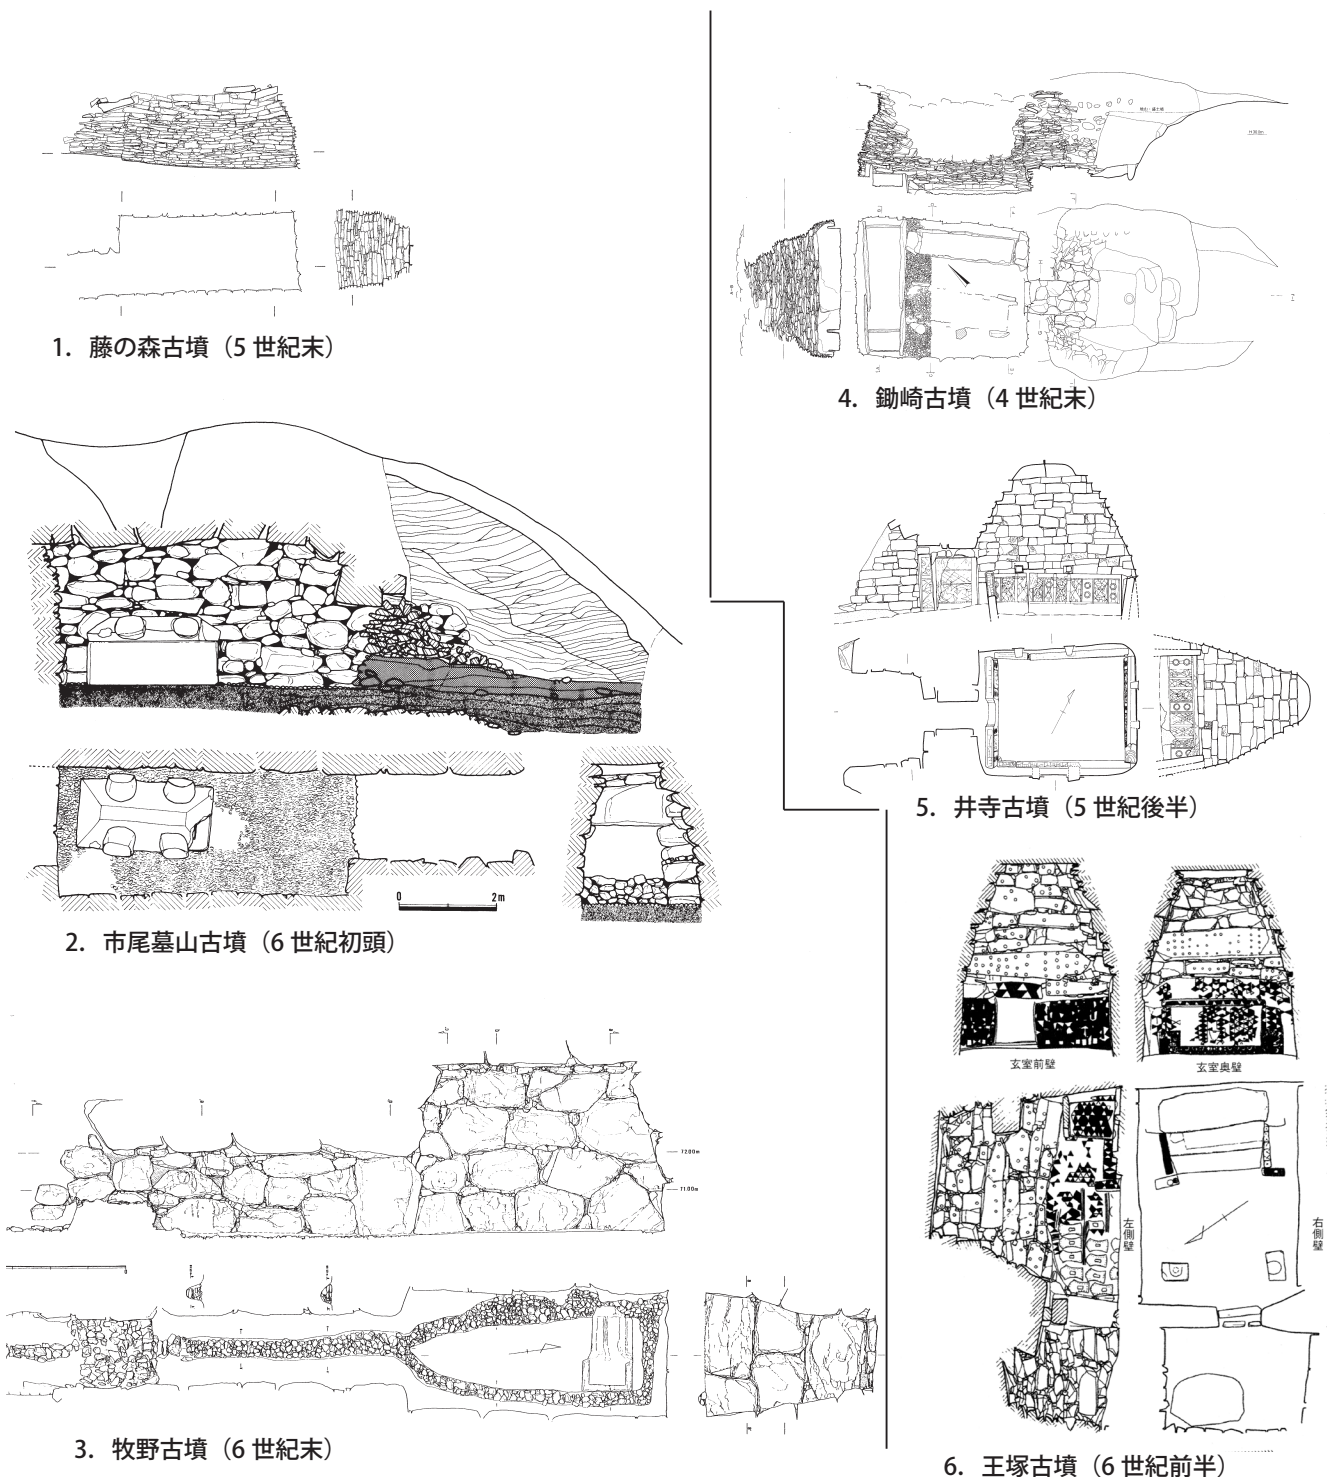 1. 藤の森古墳（5 世紀末）
4. 鋤崎古墳（4 世紀末）
0 2m
2. 市尾墓山古墳（6 世紀初頭）
5. 井寺古墳（5 世紀後半）
玄室前壁
玄室奥壁
72.00m
71.00m
左側壁
右側壁
3. 牧野古墳（6 世紀末）
6. 王塚古墳（6 世紀前半）